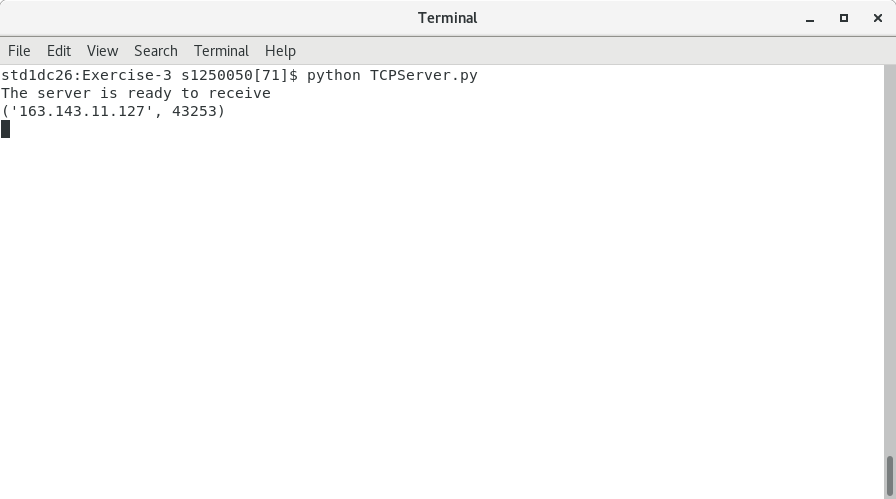 Terminal
File Edit View Search Terminal Help
std1dc26:Exercise-3 s1250050[71]$ python TCPServer.py
The server is ready to receive
('163.143.11.127', 43253)